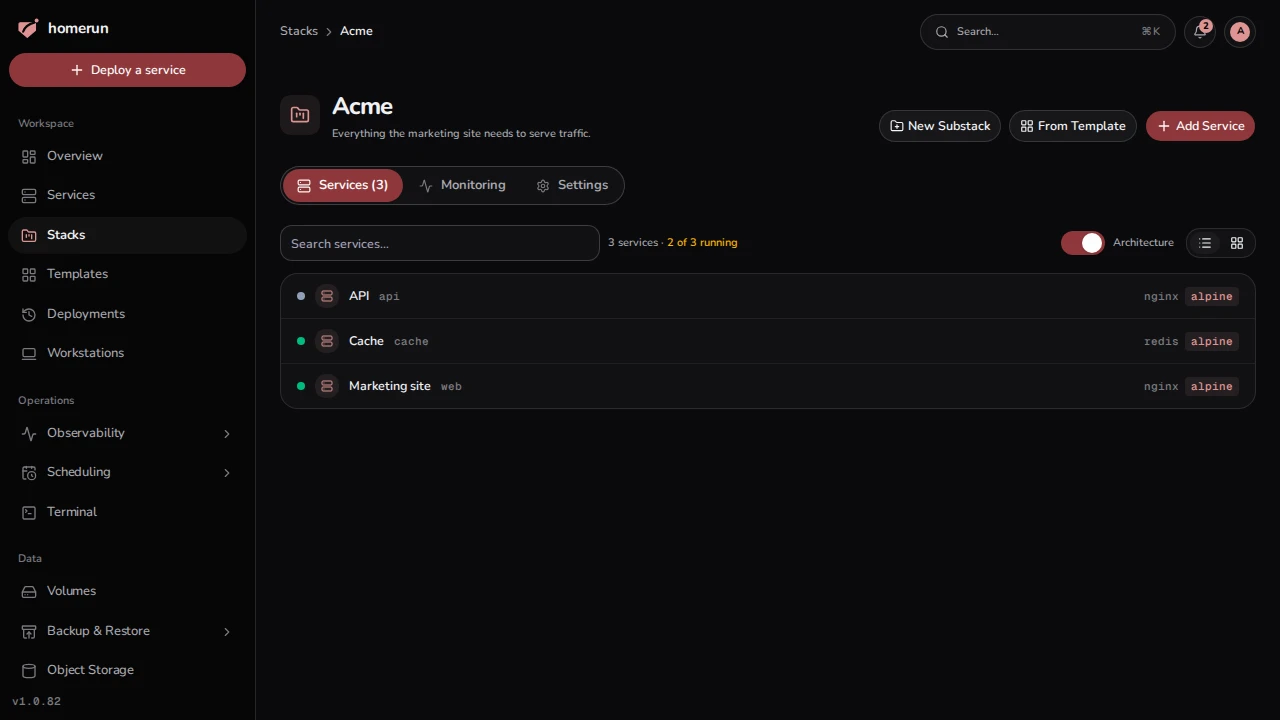 homerun
Deploy a service
Workspace
Overview
Services
Stacks
Templates
Deployments
Workstations
Operations
Observability
Scheduling
Terminal
Data
Volumes
Backup & Restore
Object Storage
v1.0.82
Stacks > Acme
Search... ⌘K
2
A
Acme
Everything the marketing site needs to serve traffic.
New Substack
From Template
Add Service
Services (3)
Monitoring
Settings
Search services...
3 services · 2 of 3 running
Architecture
API api nginx alpine
Cache cache redis alpine
Marketing site web nginx alpine